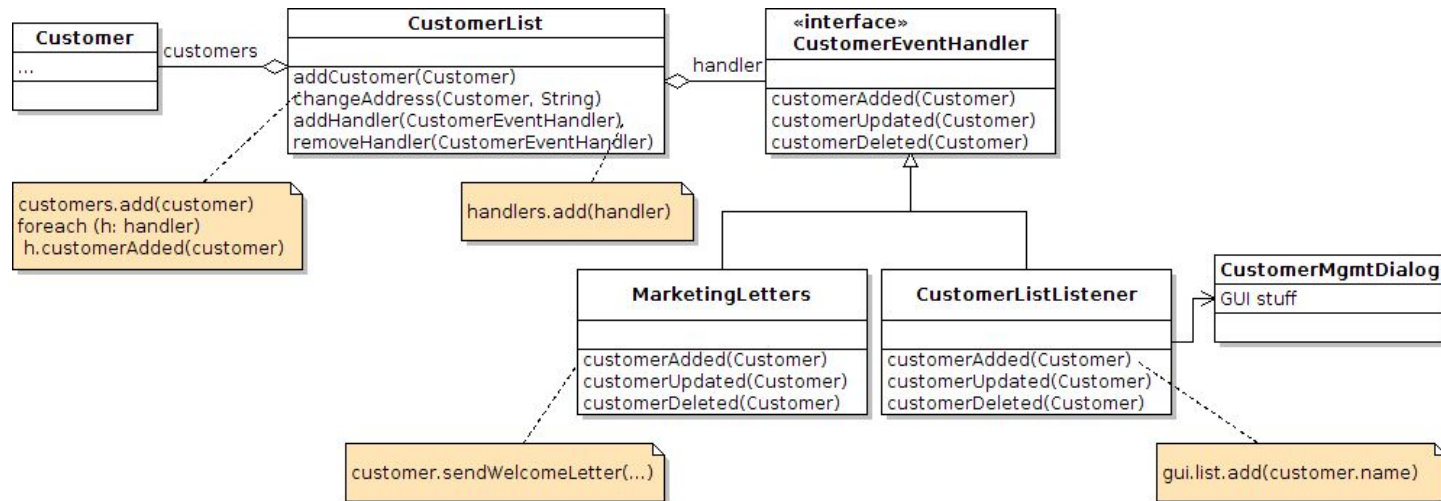 Customer
...
customers
CustomerList
addCustomer(Customer)
changeAddress(Customer, String)
addHandler(CustomerEventHandler)
removeHandler(CustomerEventHandler)
handler
«interface»
CustomerEventHandler
customerAdded(Customer)
customerUpdated(Customer)
customerDeleted(Customer)
customers.add(customer)
foreach (h: handler)
h.customerAdded(customer)
handlers.add(handler)
MarketingLetters
customerAdded(Customer)
customerUpdated(Customer)
customerDeleted(Customer)
CustomerListListener
customerAdded(Customer)
customerUpdated(Customer)
customerDeleted(Customer)
CustomerMgmtDialog
GUI stuff
customer.sendWelcomeLetter(...)
gui.list.add(customer.name)